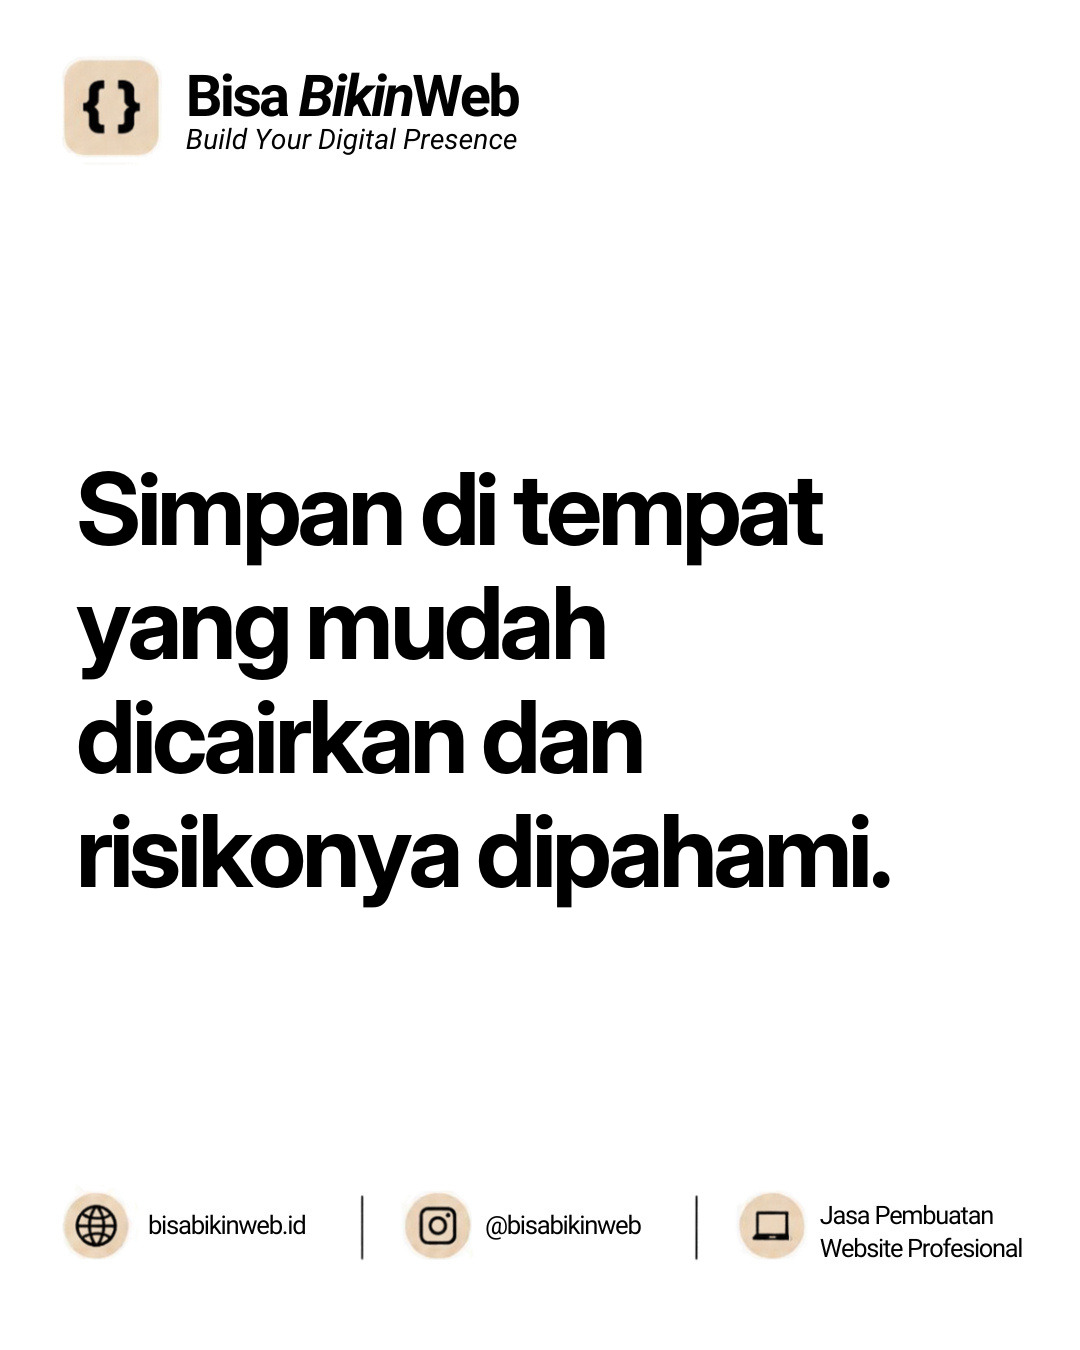 { }
Bisa BikinWeb
Build Your Digital Presence
Simpan di tempat
yang mudah
dicairkan dan
risikonya dipahami.
bisabikinweb.id
@bisabikinweb
Jasa Pembuatan
Website Profesional